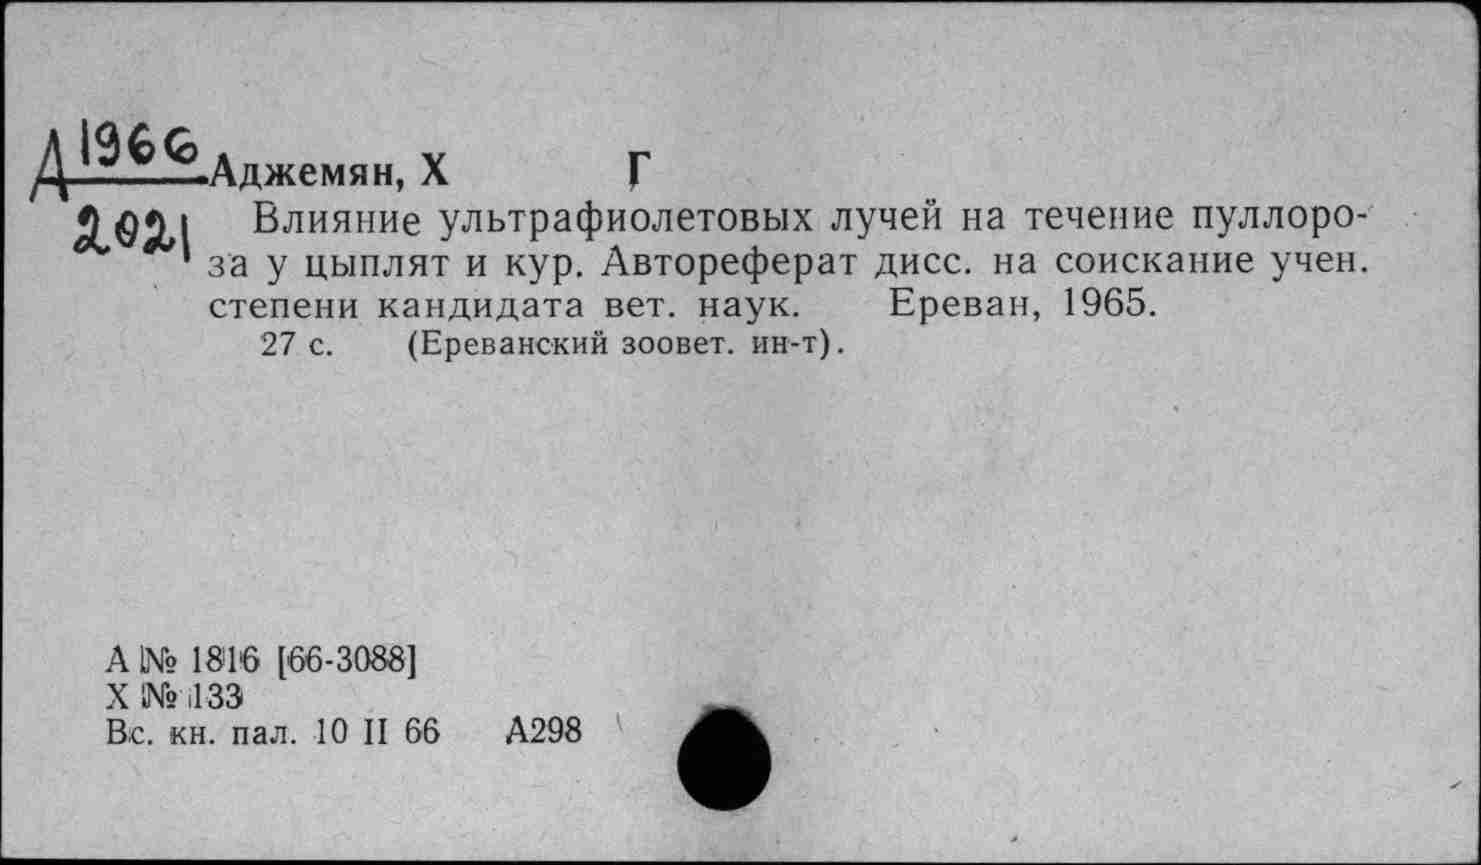 Д 1966
2021
Аджемян, Х Г
Влияние ультрафиолетовых лучей на течение пуллоро-
за у цыплят и кур. Автореферат дисс. на соискание учен.
степени кандидата вет. наук. Ереван, 1965.
27 с. (Ереванский зоовет. ин-т).
А № 1816 [66-3088]
Х № 133
Вс. кн. пал. 10 II 66 А298